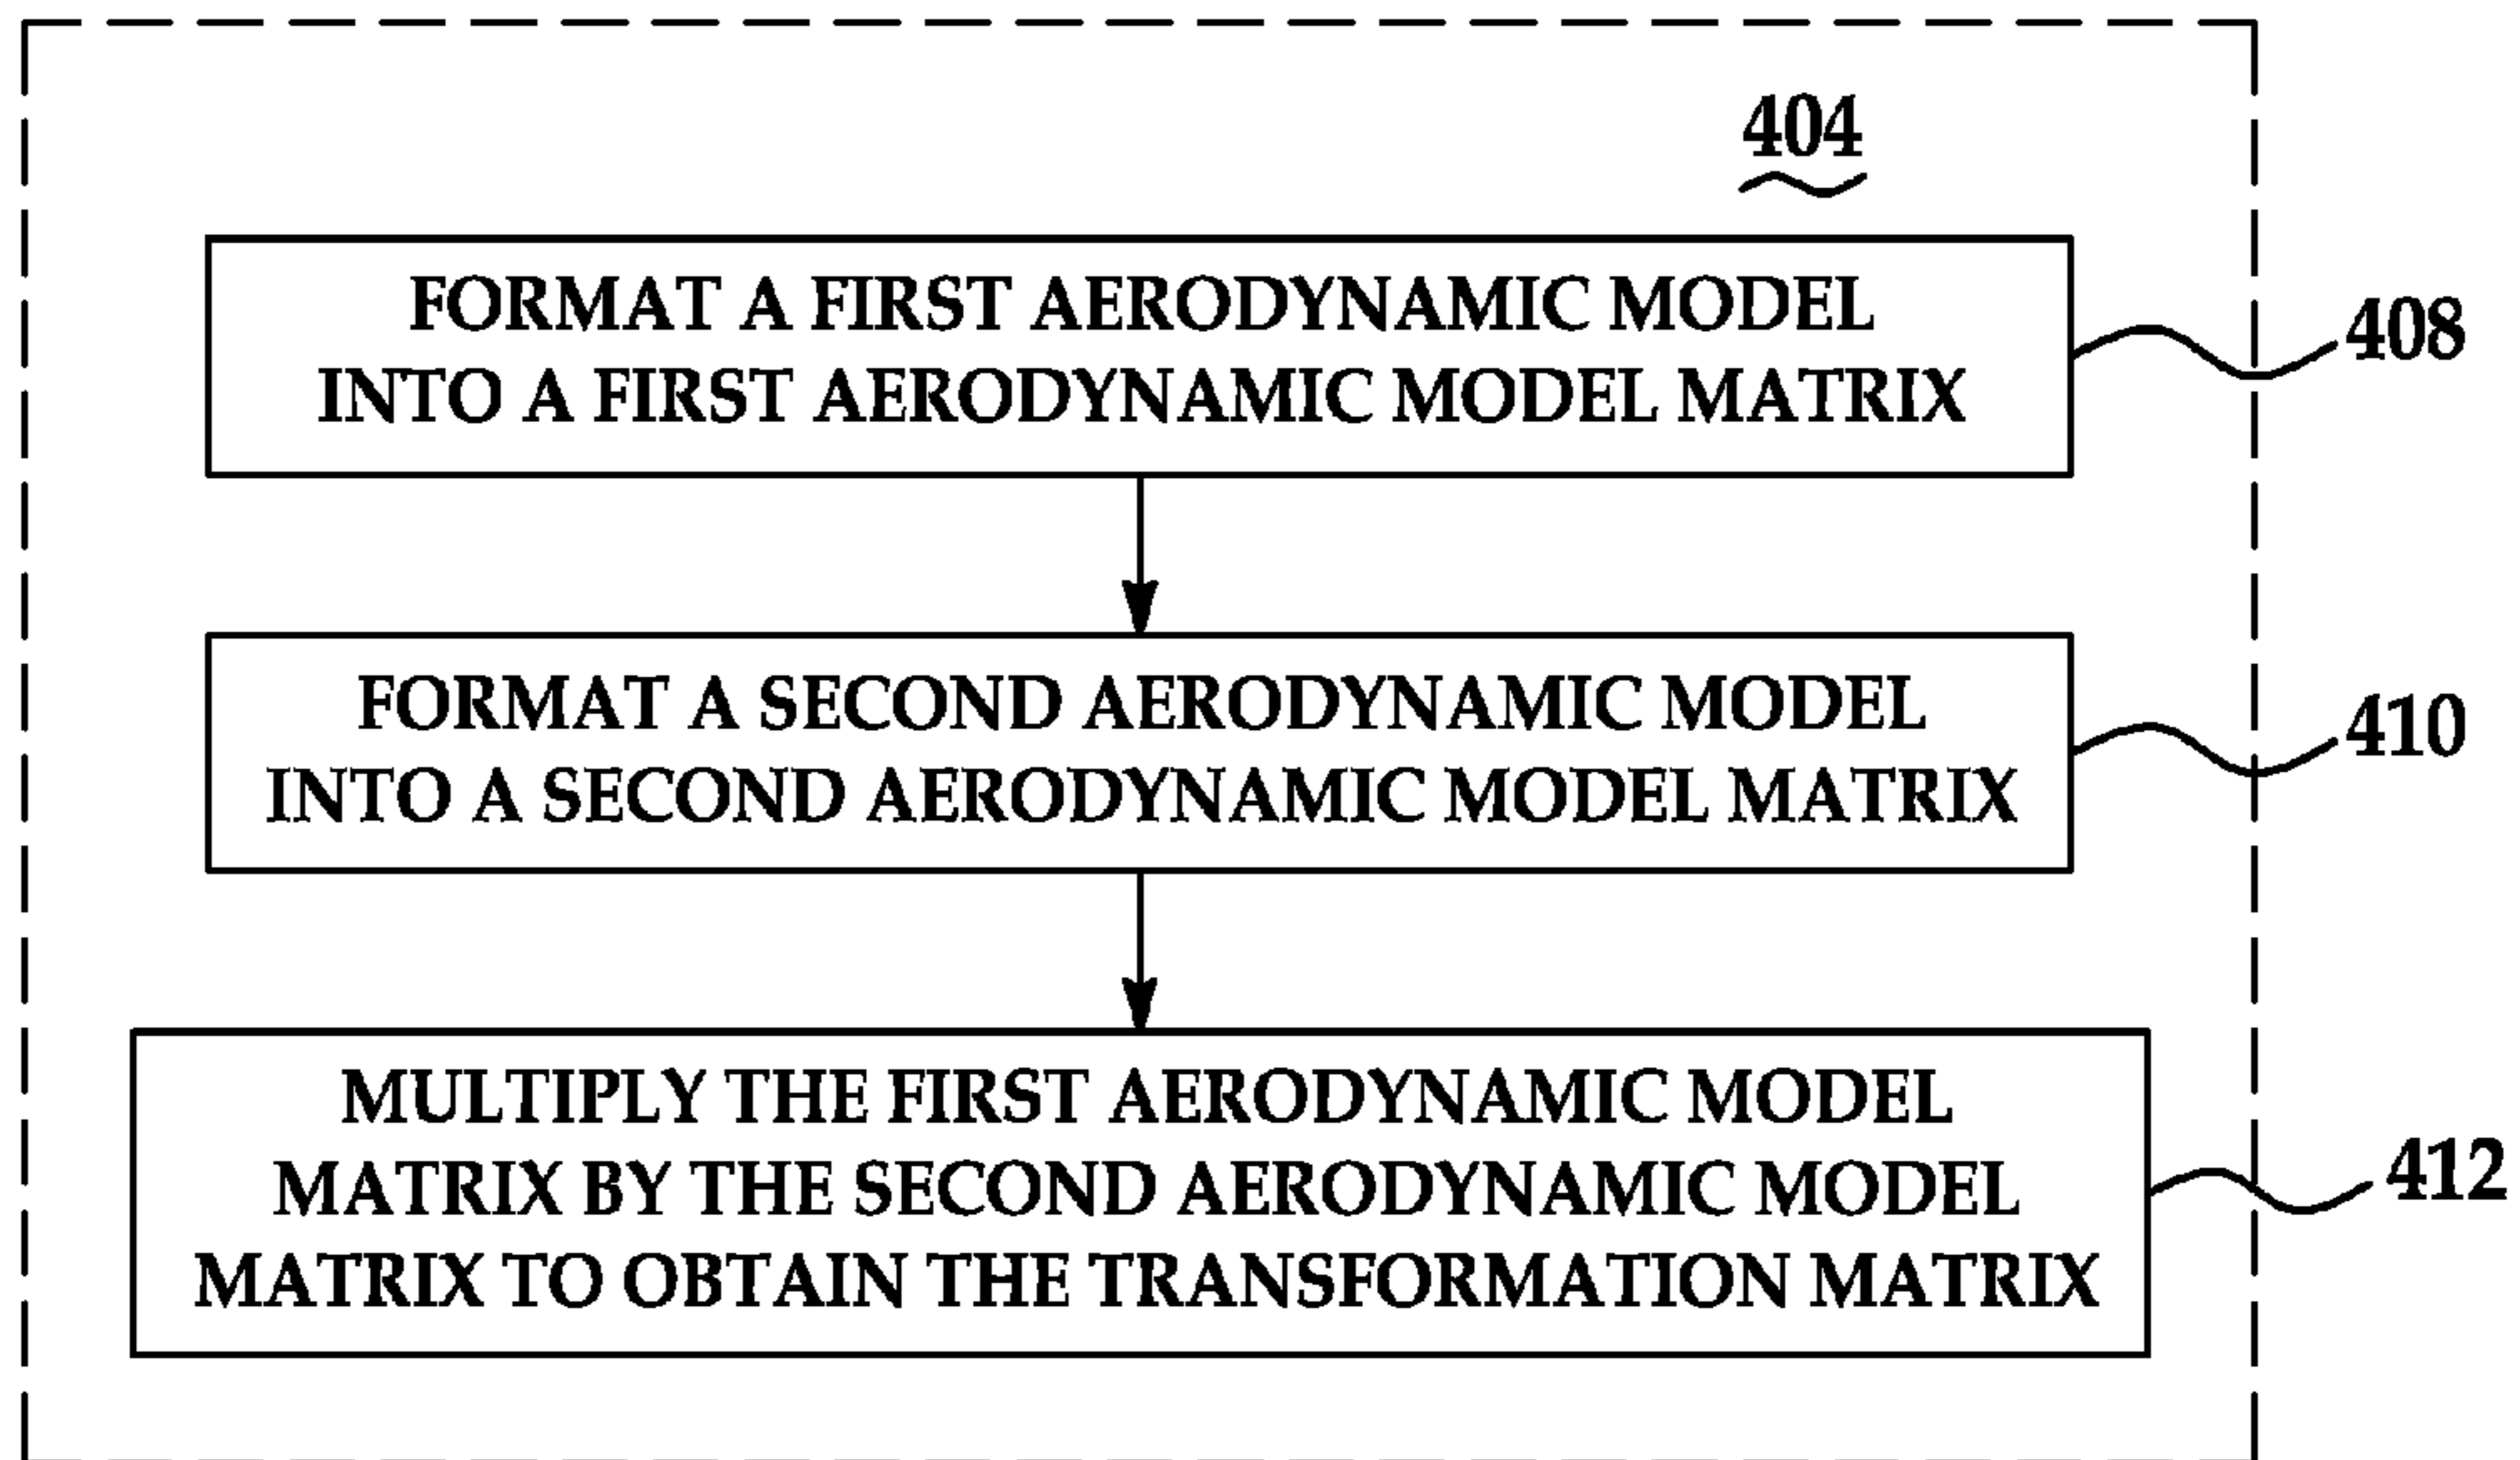 404
FORMAT A FIRST AERODYNAMIC MODEL
INTO A FIRST AERODYNAMIC MODEL MATRIX
408
FORMAT A SECOND AERODYNAMIC MODEL
INTO A SECOND AERODYNAMIC MODEL MATRIX
410
MULTIPLY THE FIRST AERODYNAMIC MODEL
MATRIX BY THE SECOND AERODYNAMIC MODEL
MATRIX TO OBTAIN THE TRANSFORMATION MATRIX
412